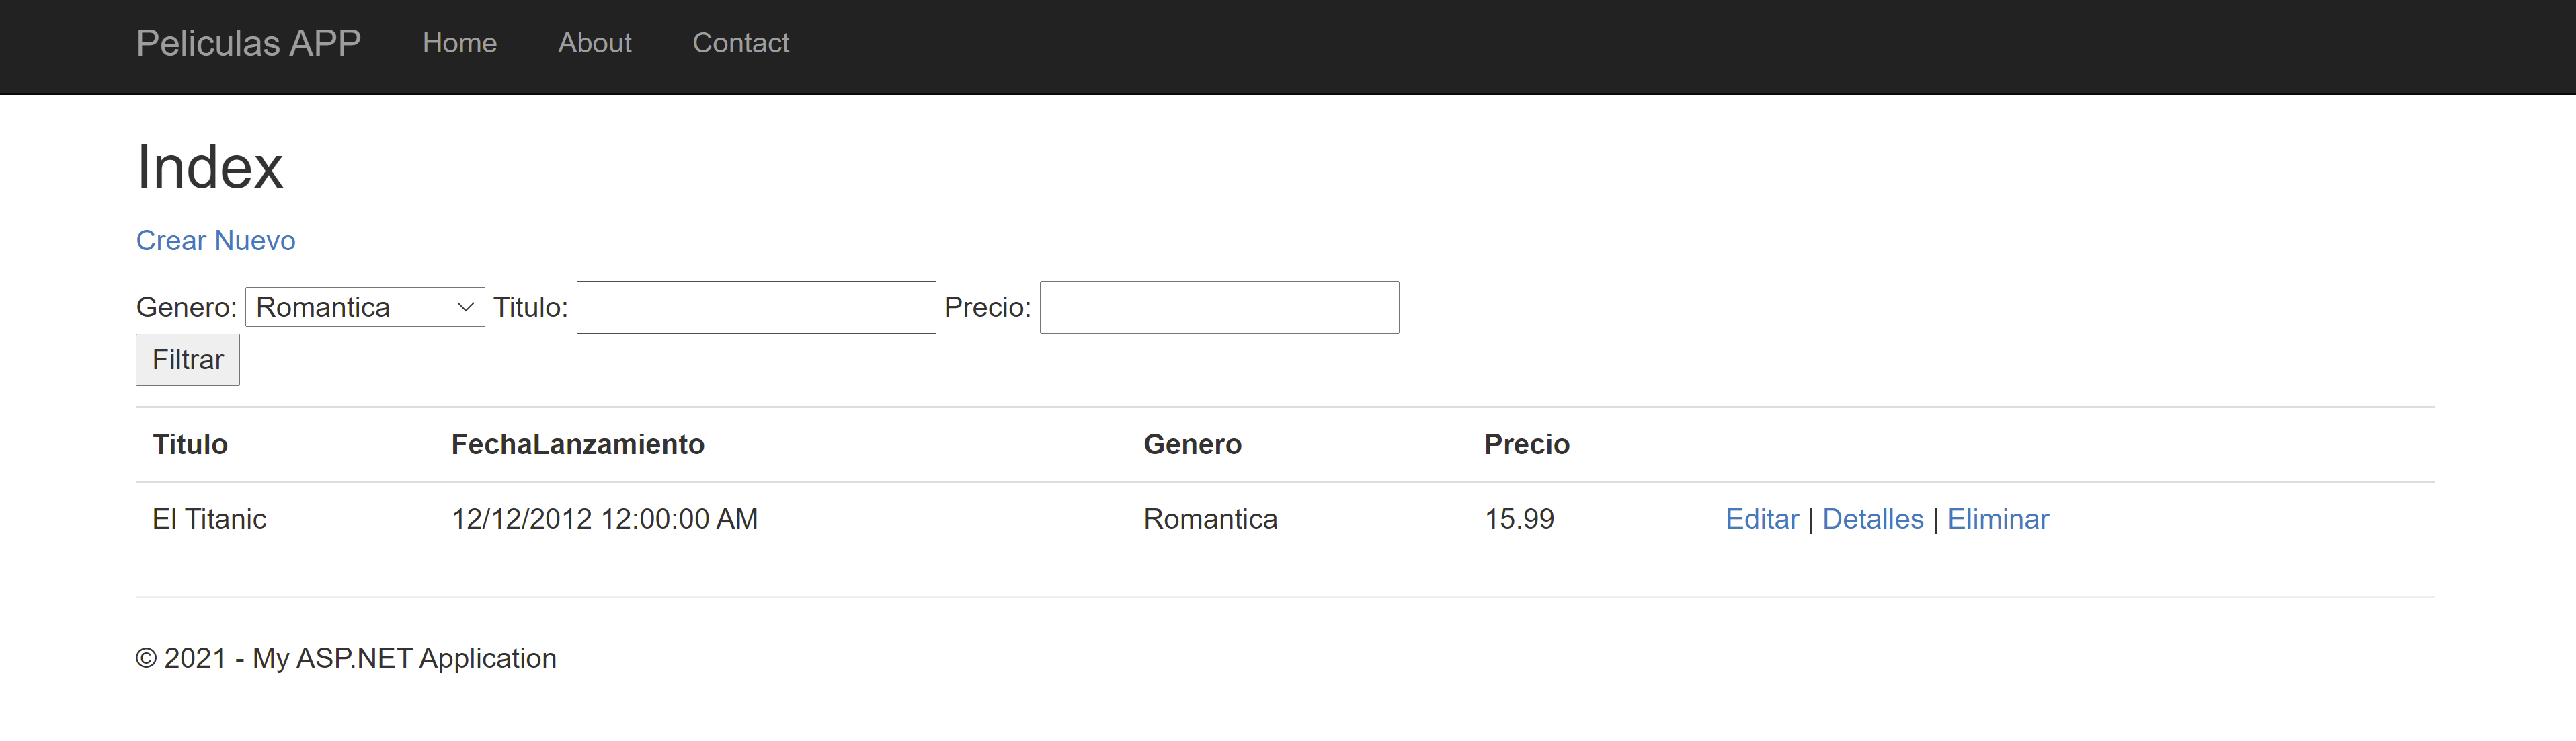 Peliculas APP Home About Contact
Index
Crear Nuevo
Genero: Romantica Titulo: Precio:
Filtrar
Titulo FechaLanzamiento Genero Precio
El Titanic 12/12/2012 12:00:00 AM Romantica 15.99 Editar | Detalles | Eliminar
© 2021 - My ASP.NET Application